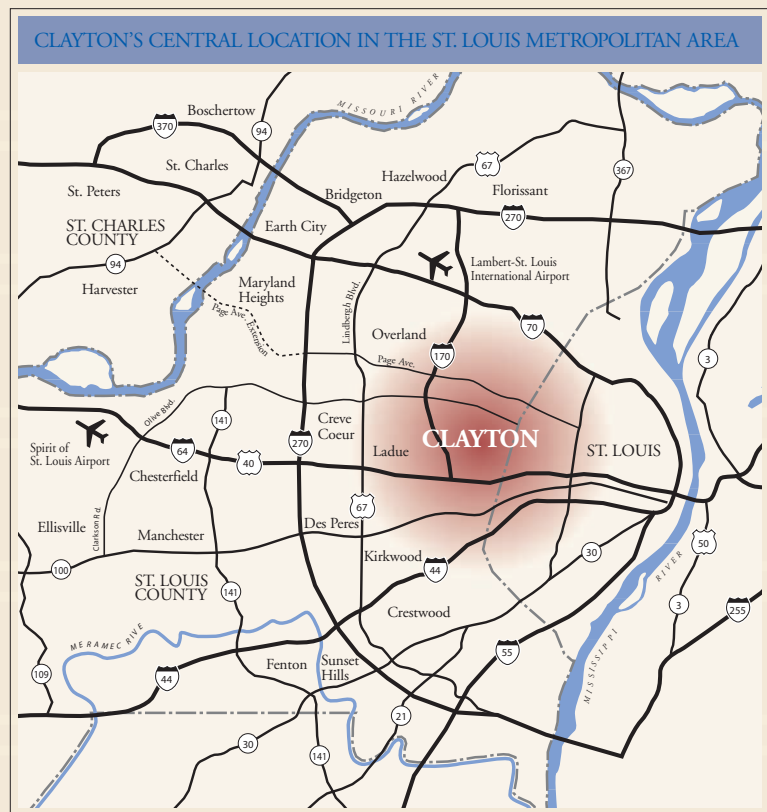 CLAYTON'S CENTRAL LOCATION IN THE ST. LOUIS METROPOLITAN AREA
MISSOURI RIVER
Boschertow
370
94
67
Hazelwood
367
St. Charles
Florissant
St. Peters
Bridgeton
270
ST. CHARLES
COUNTY
Earth City
94
Lambert-St. Louis
International Airport
Harvester
Maryland
Heights
Lindbergh Blvd.
Page Ave. Extension
Overland
70
170
Page Ave.
3
Olive Blvd.
141
Creve
Coeur
CLAYTON
Spirit of
St. Louis Airport
64
270
40
Ladue
ST. LOUIS
Chesterfield
67
Clarkson Rd.
Ellisville
Manchester
Des Peres
50
100
Kirkwood
44
30
ST. LOUIS
COUNTY
141
Crestwood
3
255
MISSISSIPPI RIVER
MERAMEC RIVE
55
Fenton
Sunset
Hills
109
44
21
30
141